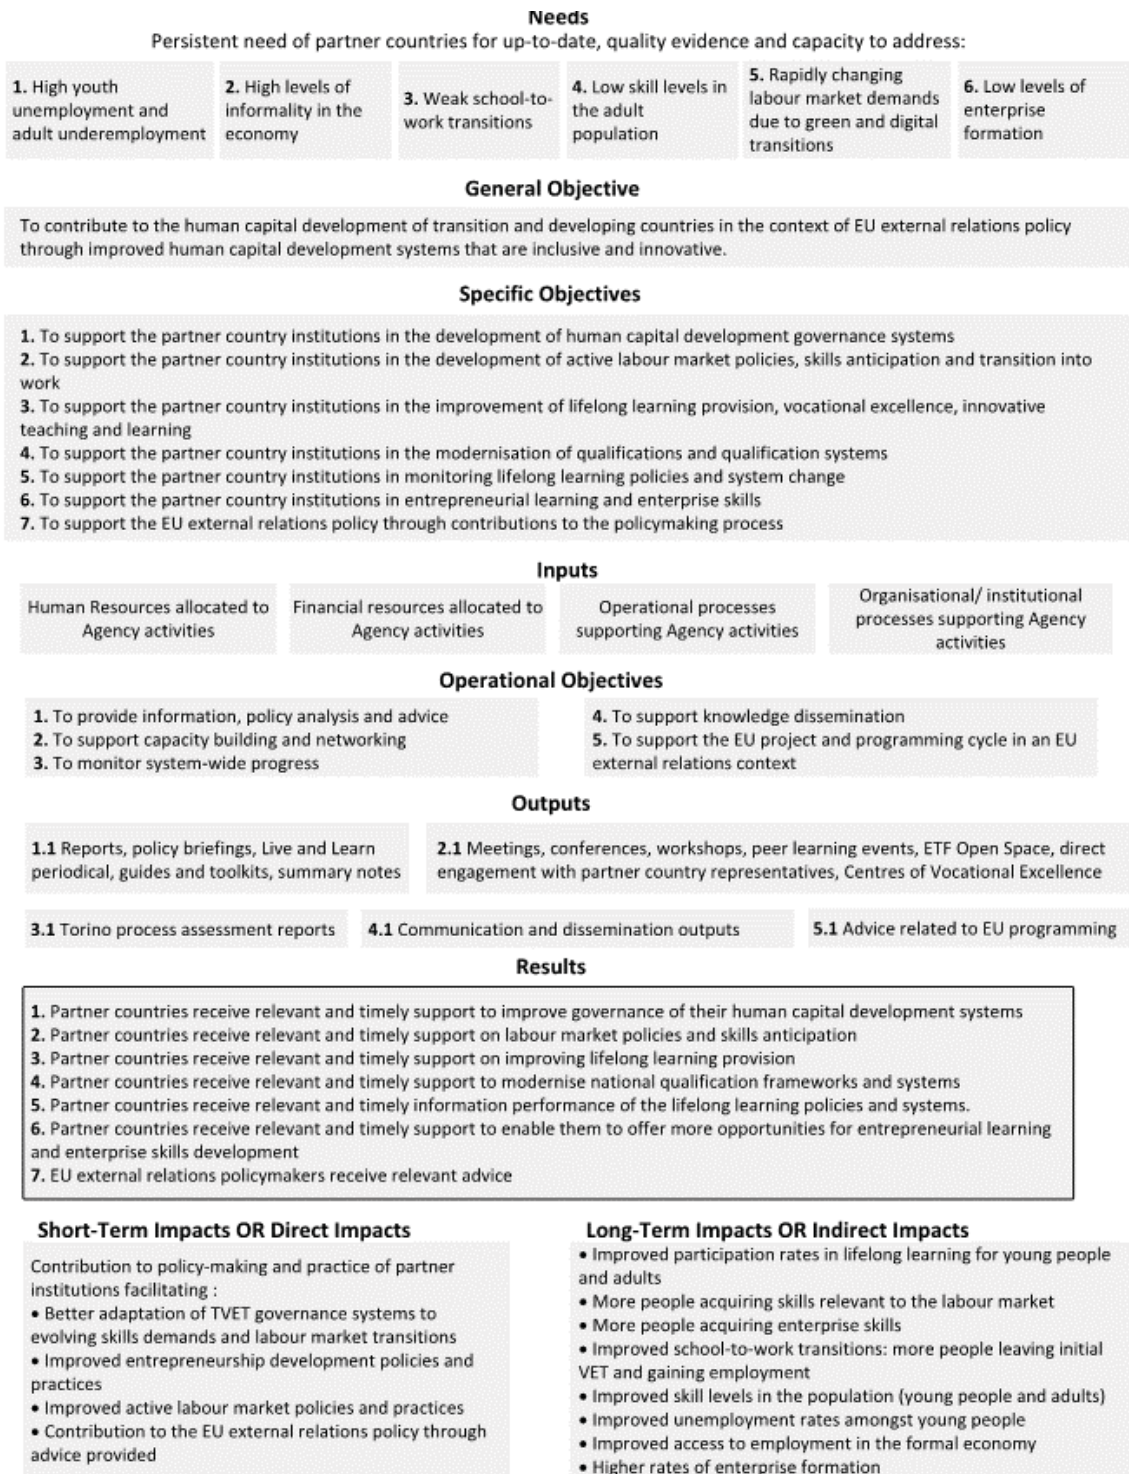 Needs
Persistent need of partner countries for up-to-date, quality evidence and capacity to address:
1. High youth
unemployment and
adult underemployment
2. High levels of
informality in the
economy
3. Weak school-to-
work transitions
4. Low skill levels in
the adult
population
5. Rapidly changing
labour market demands
due to green and digital
transitions
6. Low levels of
enterprise
formation
General Objective
To contribute to the human capital development of transition and developing countries in the context of EU external relations policy
through improved human capital development systems that are inclusive and innovative.
Specific Objectives
1. To support the partner country institutions in the development of human capital development governance systems
2. To support the partner country institutions in the development of active labour market policies, skills anticipation and transition into
work
3. To support the partner country institutions in the improvement of lifelong learning provision, vocational excellence, innovative
teaching and learning
4. To support the partner country institutions in the modernisation of qualifications and qualification systems
5. To support the partner country institutions in monitoring lifelong learning policies and system change
6. To support the partner country institutions in entrepreneurial learning and enterprise skills
7. To support the EU external relations policy through contributions to the policymaking process
Inputs
Human Resources allocated to
Agency activities
Financial resources allocated to
Agency activities
Operational processes
supporting Agency activities
Organisational/ institutional
processes supporting Agency
activities
Operational Objectives
1. To provide information, policy analysis and advice
2. To support capacity building and networking
3. To monitor system-wide progress
4. To support knowledge dissemination
5. To support the EU project and programming cycle in an EU
external relations context
Outputs
1.1 Reports, policy briefings, Live and Learn
periodical, guides and toolkits, summary notes
2.1 Meetings, conferences, workshops, peer learning events, ETF Open Space, direct
engagement with partner country representatives, Centres of Vocational Excellence
3.1 Torino process assessment reports
4.1 Communication and dissemination outputs
5.1 Advice related to EU programming
Results
1. Partner countries receive relevant and timely support to improve governance of their human capital development systems
2. Partner countries receive relevant and timely support on labour market policies and skills anticipation
3. Partner countries receive relevant and timely support on improving lifelong learning provision
4. Partner countries receive relevant and timely support to modernise national qualification frameworks and systems
5. Partner countries receive relevant and timely information performance of the lifelong learning policies and systems.
6. Partner countries receive relevant and timely support to enable them to offer more opportunities for entrepreneurial learning
and enterprise skills development
7. EU external relations policymakers receive relevant advice
Short-Term Impacts OR Direct Impacts
Contribution to policy-making and practice of partner
institutions facilitating :
• Better adaptation of TVET governance systems to
evolving skills demands and labour market transitions
• Improved entrepreneurship development policies and
practices
• Improved active labour market policies and practices
• Contribution to the EU external relations policy through
advice provided
Long-Term Impacts OR Indirect Impacts
• Improved participation rates in lifelong learning for young people
and adults
• More people acquiring skills relevant to the labour market
• More people acquiring enterprise skills
• Improved school-to-work transitions: more people leaving initial
VET and gaining employment
• Improved skill levels in the population (young people and adults)
• Improved unemployment rates amongst young people
• Improved access to employment in the formal economy
• Higher rates of enterprise formation